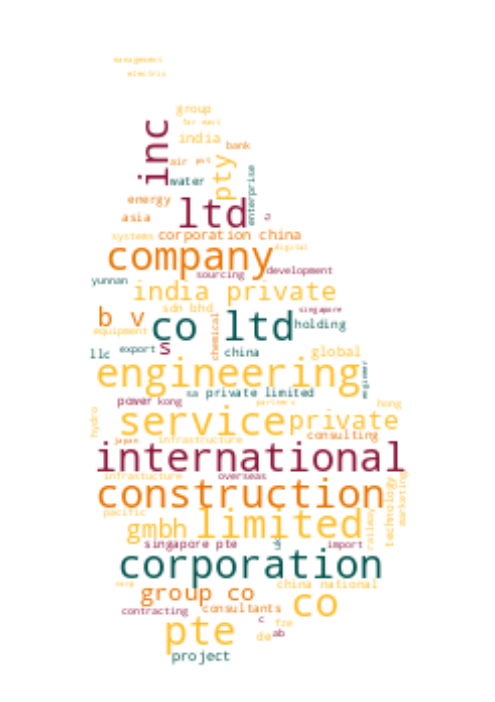 management
electric
group
far east
india
bank
inc
air
pvt
water
pty
enterprise
energy
asia
ltd
a
systems
corporation china
digital
company
sourcing
development
yunnan
india private
sdn bhd
singapore
b v
co ltd
holding
equipment
chemical
llc
export
s
china
global
engineering
engineer
power
kong
sa
private limited
partners
hong
hydro
service
private
japan
infrastructure
consulting
international
infrastucture
overseas
construction
technology
marketing
pacific
gmbh
limited
railway
singapore pte
import
corporation
corp
china national
group co
co
contracting
consultants
c
fze
pte
de
ab
project